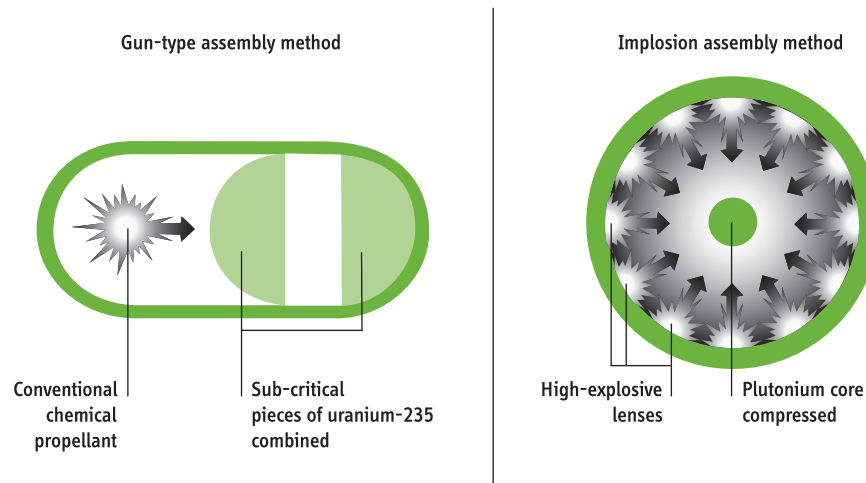 Gun-type assembly method
Conventional
chemical
propellant
Sub-critical
pieces of uranium-235
combined
Implosion assembly method
High-explosive
lenses
Plutonium core
compressed